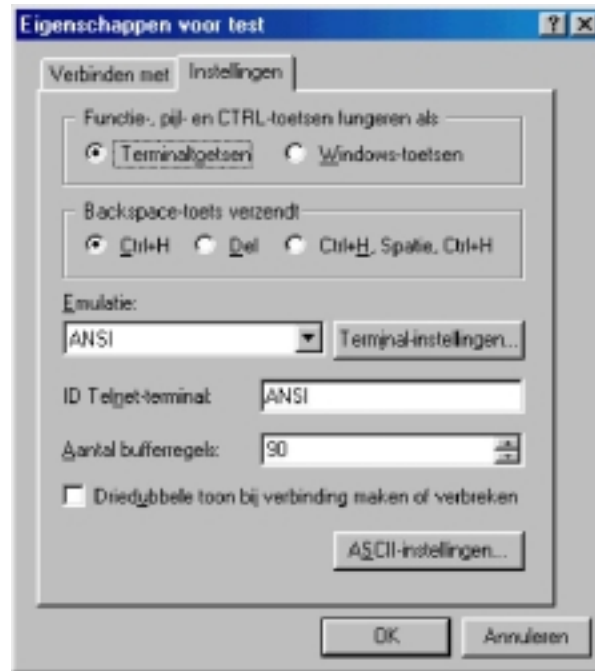 Eigenschappen voor test
Verbinden met Instellingen
Functie-, pijl- en CTRL-toetsen fungeren als
Terminaltgetsen Windows-toetsen
Backspace-toets verzendt
Ctrl+H Del Ctrl+H, Spatie, Ctrl+H
Emulatie:
ANSI Terminal-instellingen...
ID Telnet-terminal: ANSI
Aantal bufferregels: 90
Driedubbele toon bij verbinding maken of verbreken
ASCII-instellingen...
OK Annuleren